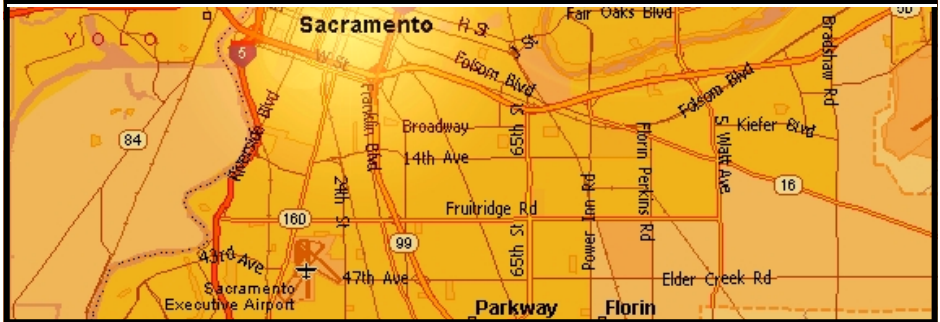 Sacramento
H St
J St
Fair Oaks Blvd
50
Bradshaw Rd
YOLO
5
W St
Folsom Blvd
Folsom Blvd
84
Riverside Blvd
Franklin Blvd
Broadway
65th St
Florin Perkins Rd
S Watt Ave
Kiefer Blvd
14th Ave
24th St
Power Inn Rd
16
160
Fruitridge Rd
99
65th St
43rd Ave
47th Ave
Elder Creek Rd
Sacramento
Executive Airport
Parkway
Florin